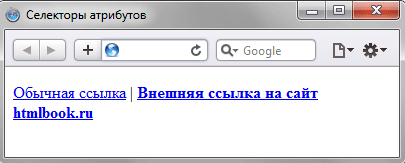 Селекторы атрибутов
Google
Обычная ссылка | Внешняя ссылка на сайт
htmlbook.ru